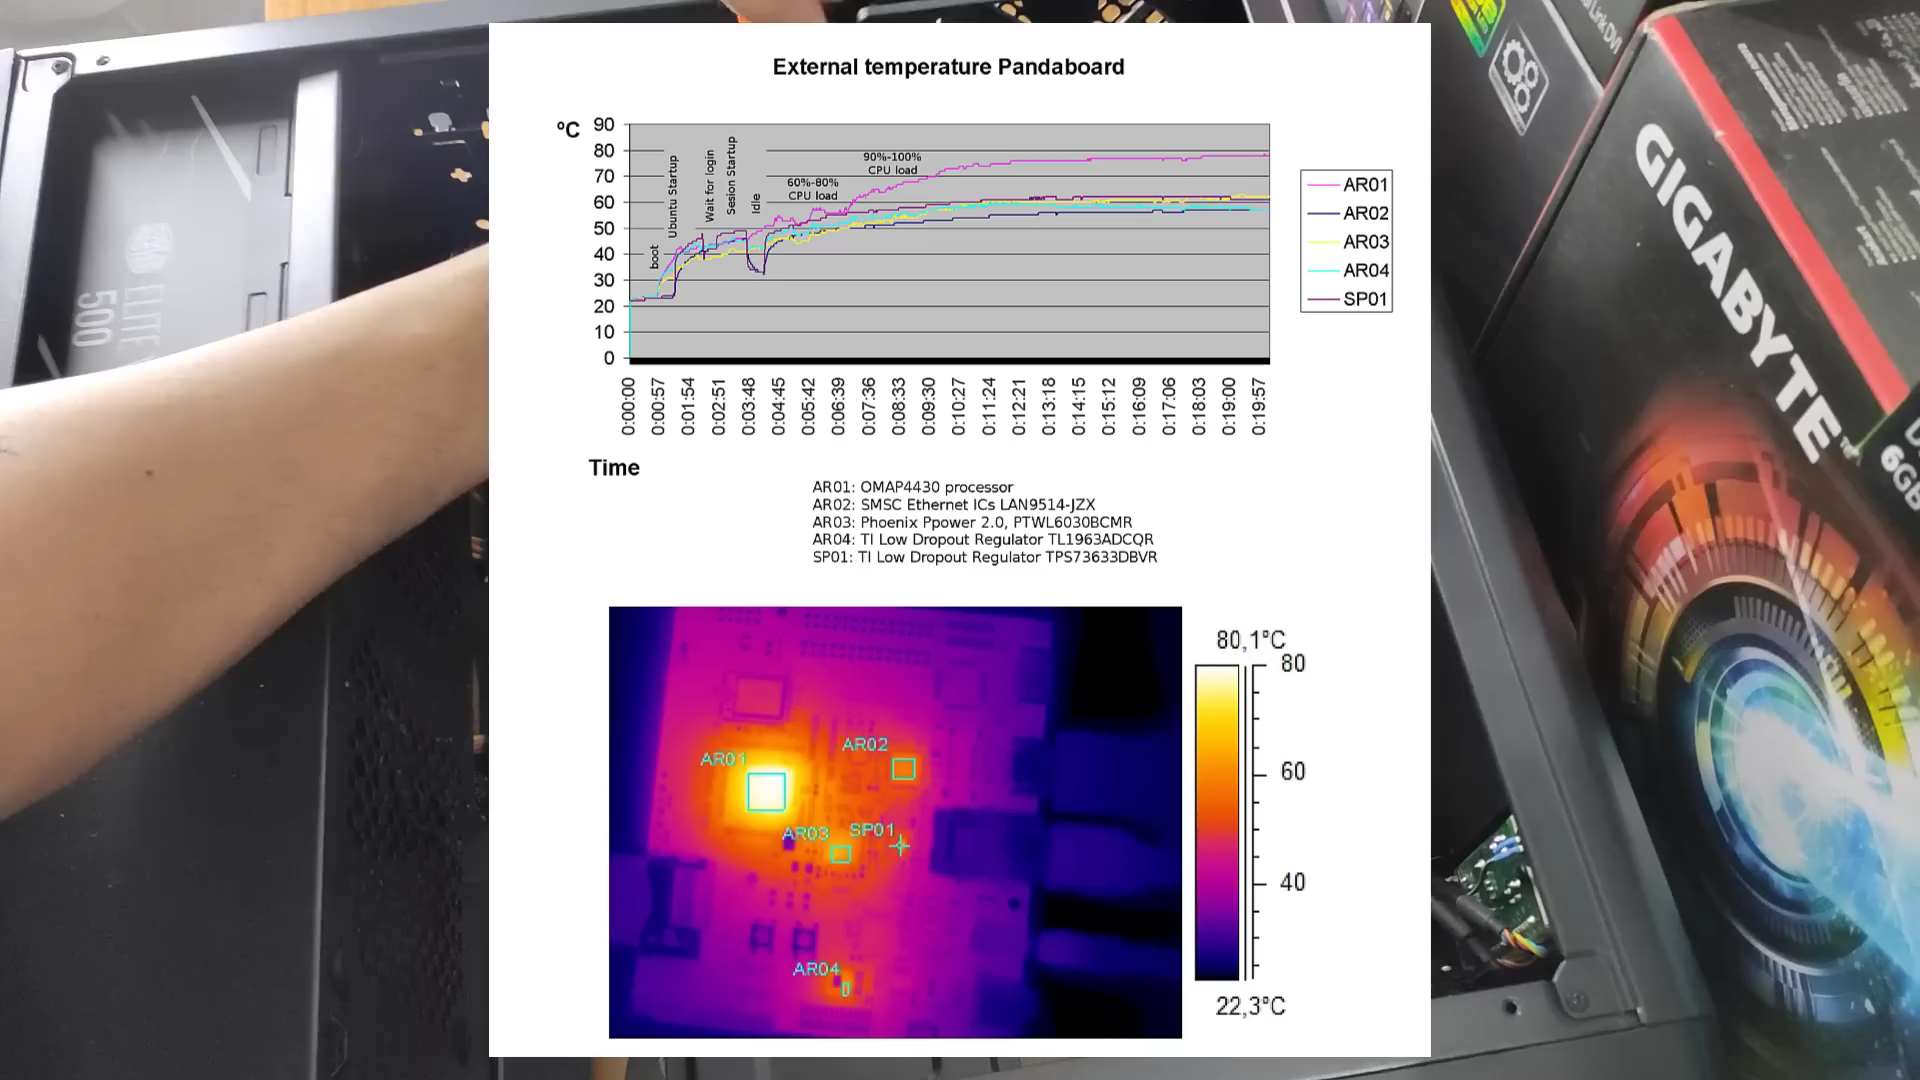 External temperature Pandaboard
ºC
90
80
70
60
50
40
30
20
10
0
boot
Ubuntu Startup
Wait for login
Sesion Startup
Idle
60%-80%
CPU load
90%-100%
CPU load
AR01
AR02
AR03
AR04
SP01
0:00:00
0:00:57
0:01:54
0:02:51
0:03:48
0:04:45
0:05:42
0:06:39
0:07:36
0:08:33
0:09:30
0:10:27
0:11:24
0:12:21
0:13:18
0:14:15
0:15:12
0:16:09
0:17:06
0:18:03
0:19:00
0:19:57
Time
AR01: OMAP4430 processor
AR02: SMSC Ethernet ICs LAN9514-JZX
AR03: Phoenix Ppower 2.0, PTWL6030BCMR
AR04: TI Low Dropout Regulator TL1963ADCQR
SP01: TI Low Dropout Regulator TPS73633DBVR
AR01
AR02
AR03
SP01
AR04
80,1ºC
80
60
40
22,3ºC
ELITE
500
GIGABYTE
6GB